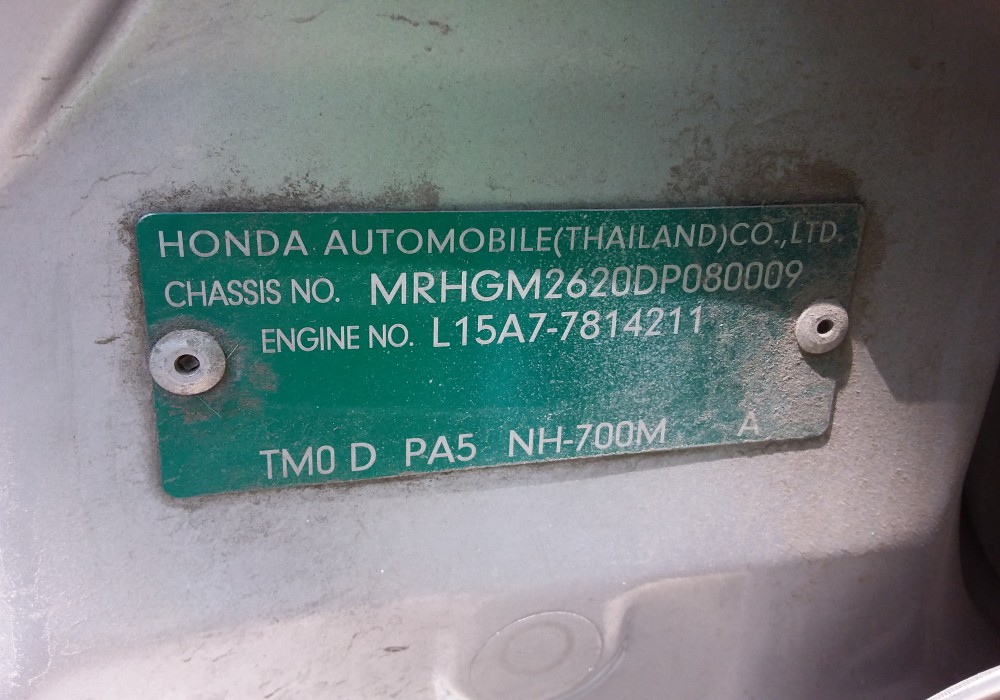 HONDA AUTOMOBILE(THAILAND)CO.,LTD.
CHASSIS NO. MRHGM2620DP080009
ENGINE NO. L15A7-7814211
TM0 D PA5 NH-700M A